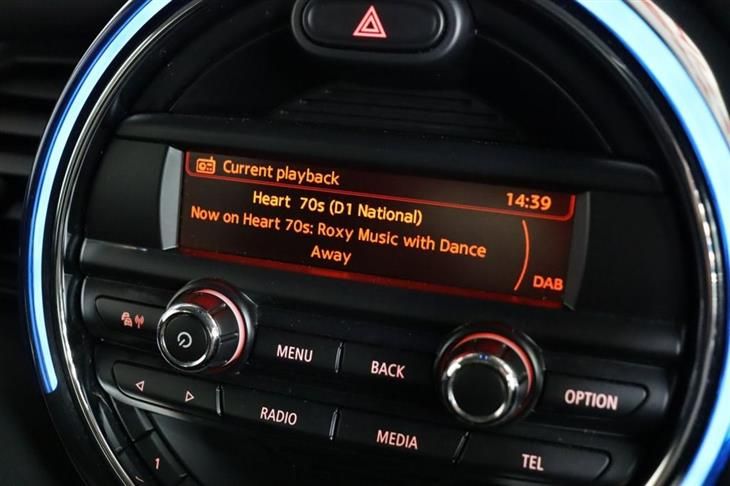 Current playback
14:39
Heart 70s (D1 National)
Now on Heart 70s: Roxy Music with Dance
Away
DAB
MENU
BACK
OPTION
RADIO
MEDIA
TEL
1